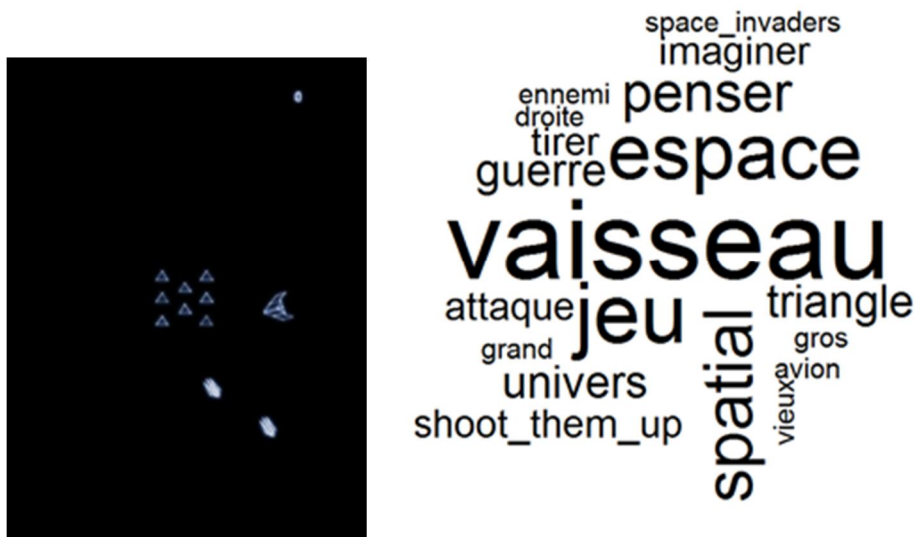 space_invaders
imaginer
ennemi penser
droite
tirer espace
guerre
vaisseau
attaque jeu triangle
grand spatial gros
univers avion
shoot_them_up vieux